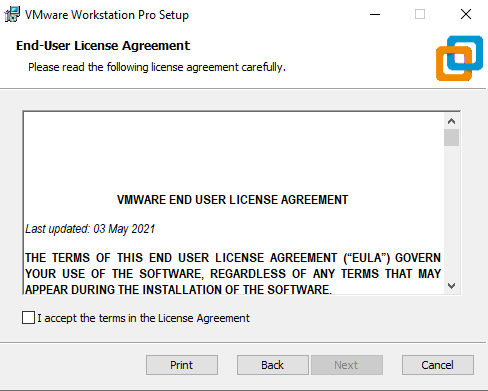 VMware Workstation Pro Setup
End-User License Agreement
Please read the following license agreement carefully.
VMWARE END USER LICENSE AGREEMENT
Last updated: 03 May 2021
THE TERMS OF THIS END USER LICENSE AGREEMENT (“EULA”) GOVERN
YOUR USE OF THE SOFTWARE, REGARDLESS OF ANY TERMS THAT MAY
APPEAR DURING THE INSTALLATION OF THE SOFTWARE.
I accept the terms in the License Agreement
Print Back Next Cancel